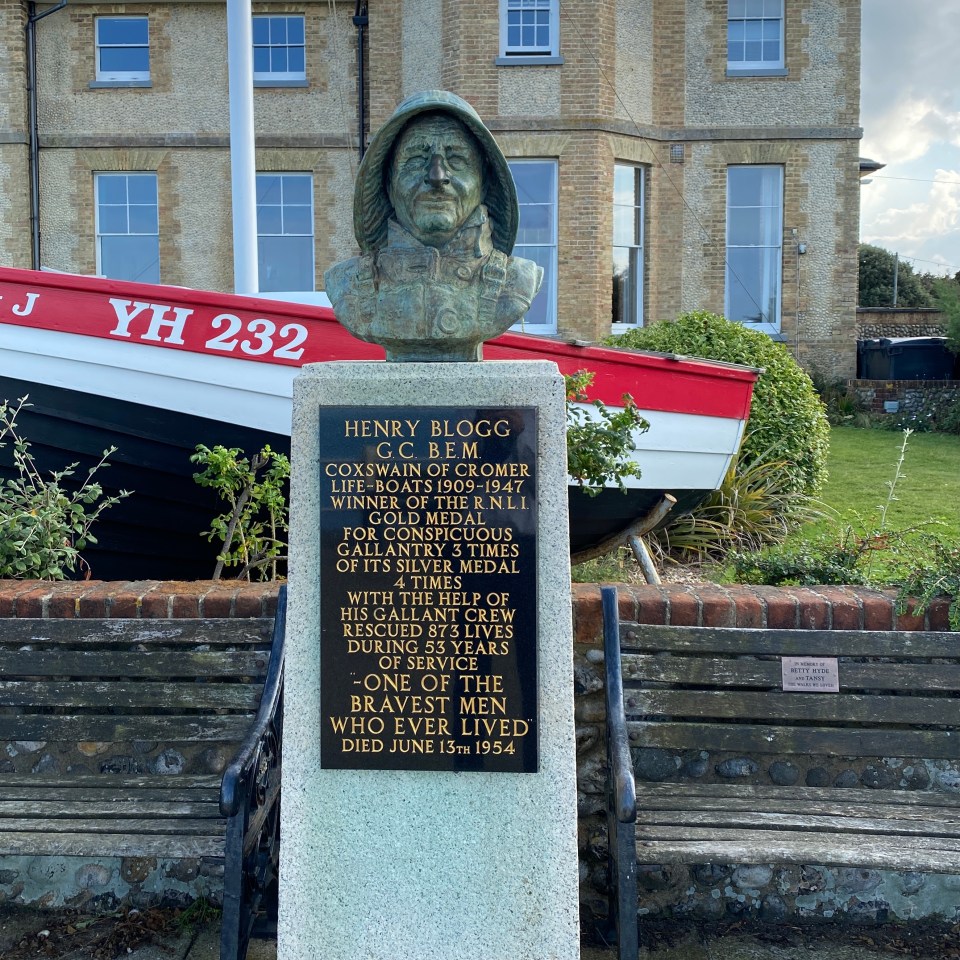 J YH 232
HENRY BLOGG
G.C. B.E.M.
COXSWAIN OF CROMER
LIFE-BOATS 1909-1947
WINNER OF THE R.N.L.I.
GOLD MEDAL
FOR CONSPICUOUS
GALLANTRY 3 TIMES
OF ITS SILVER MEDAL
4 TIMES
WITH THE HELP OF
HIS GALLANT CREW
RESCUED 873 LIVES
DURING 53 YEARS
OF SERVICE
"-ONE OF THE
BRAVEST MEN
WHO EVER LIVED"
DIED JUNE 13TH 1954
IN MEMORY OF
BETTY HYDE
AND TANSY